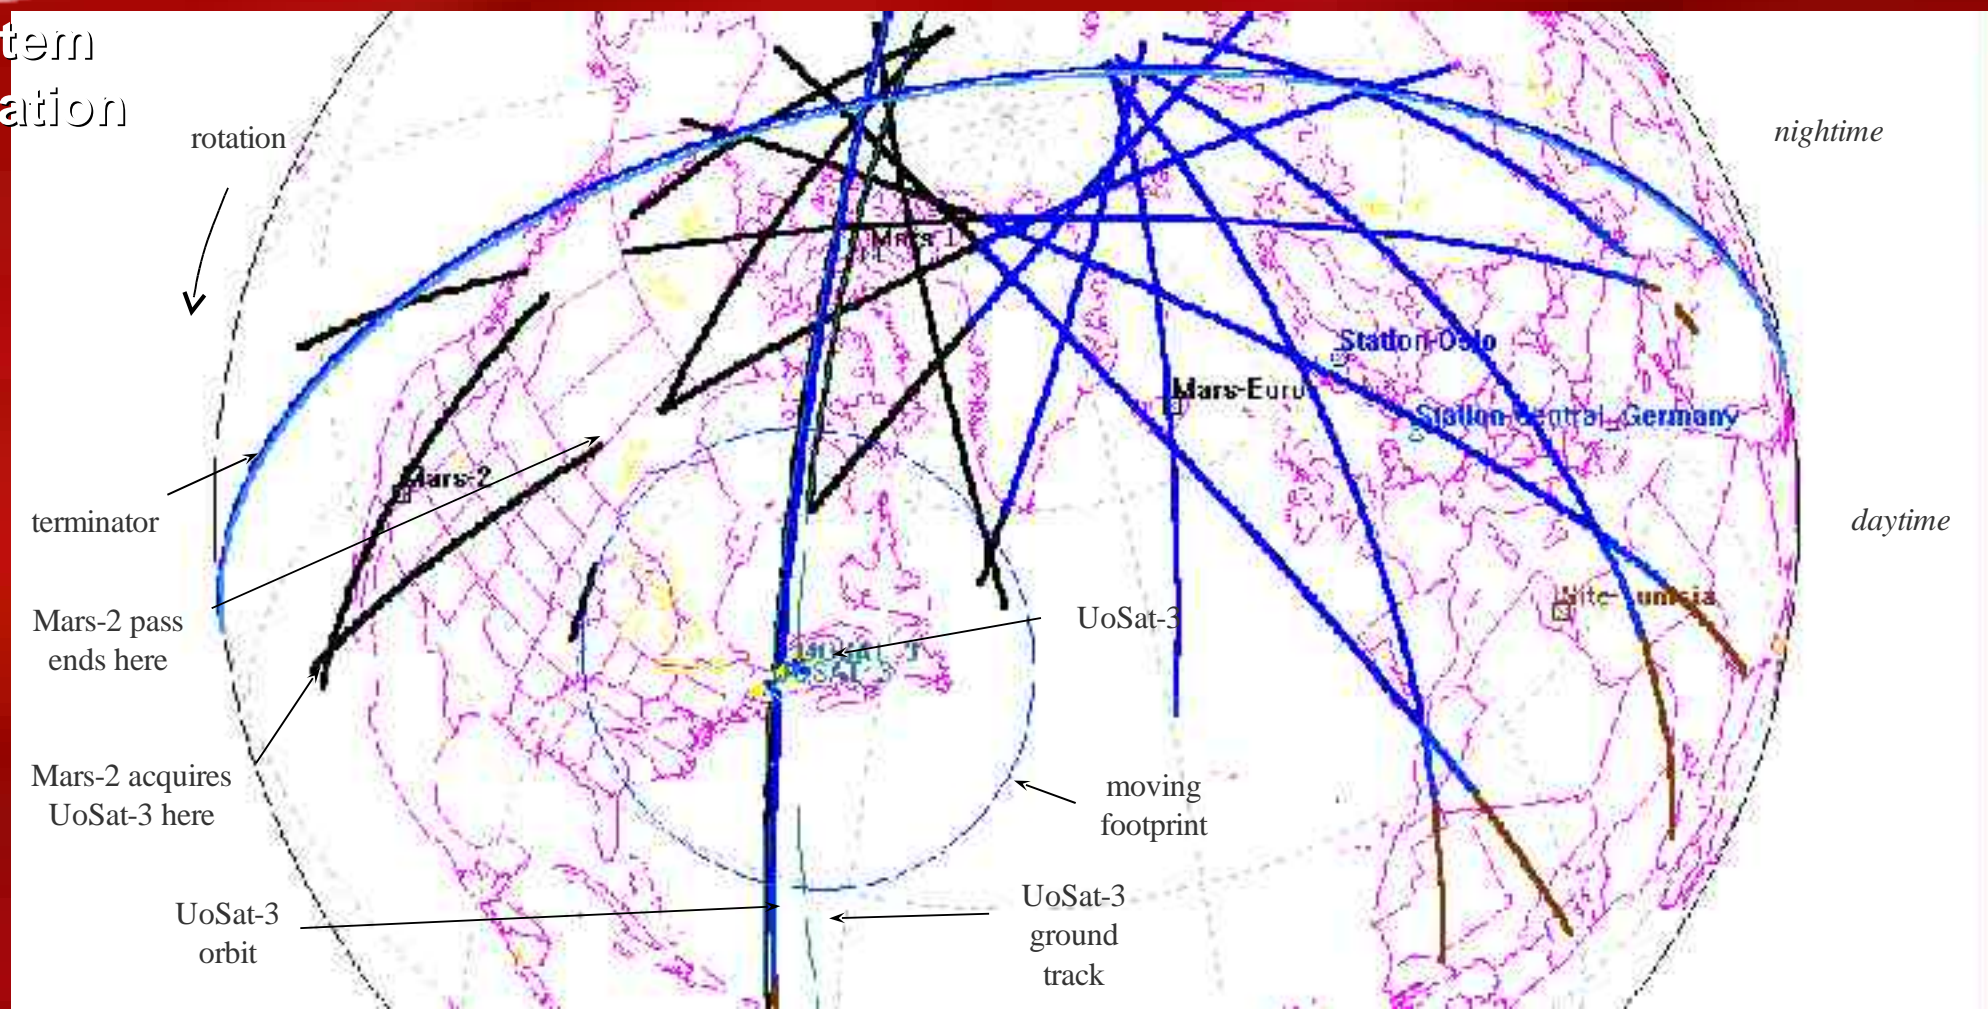 tem
ation
rotation
nightime
Mars-1
Station-Oslo
Mars-Euro
Station-Central_Germany
Mars-2
terminator
daytime
Mars-2 pass
ends here
UoSat-3
Mars-2 acquires
UoSat-3 here
moving
footprint
UoSat-3
orbit
UoSat-3
ground
track